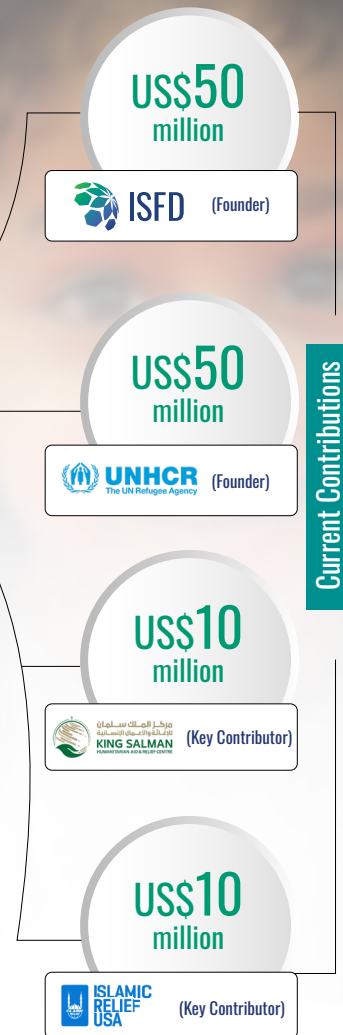 US$50
million
ISFD (Founder)
US$50
million
UNHCR
The UN Refugee Agency
(Founder)
Current Contributions
US$10
million
مركز الملك سلمان
للإغاثة والأعمال الإنسانية
KING SALMAN
HUMANITARIAN AID & RELIEF CENTRE
(Key Contributor)
US$10
million
ISLAMIC
RELIEF
USA
(Key Contributor)